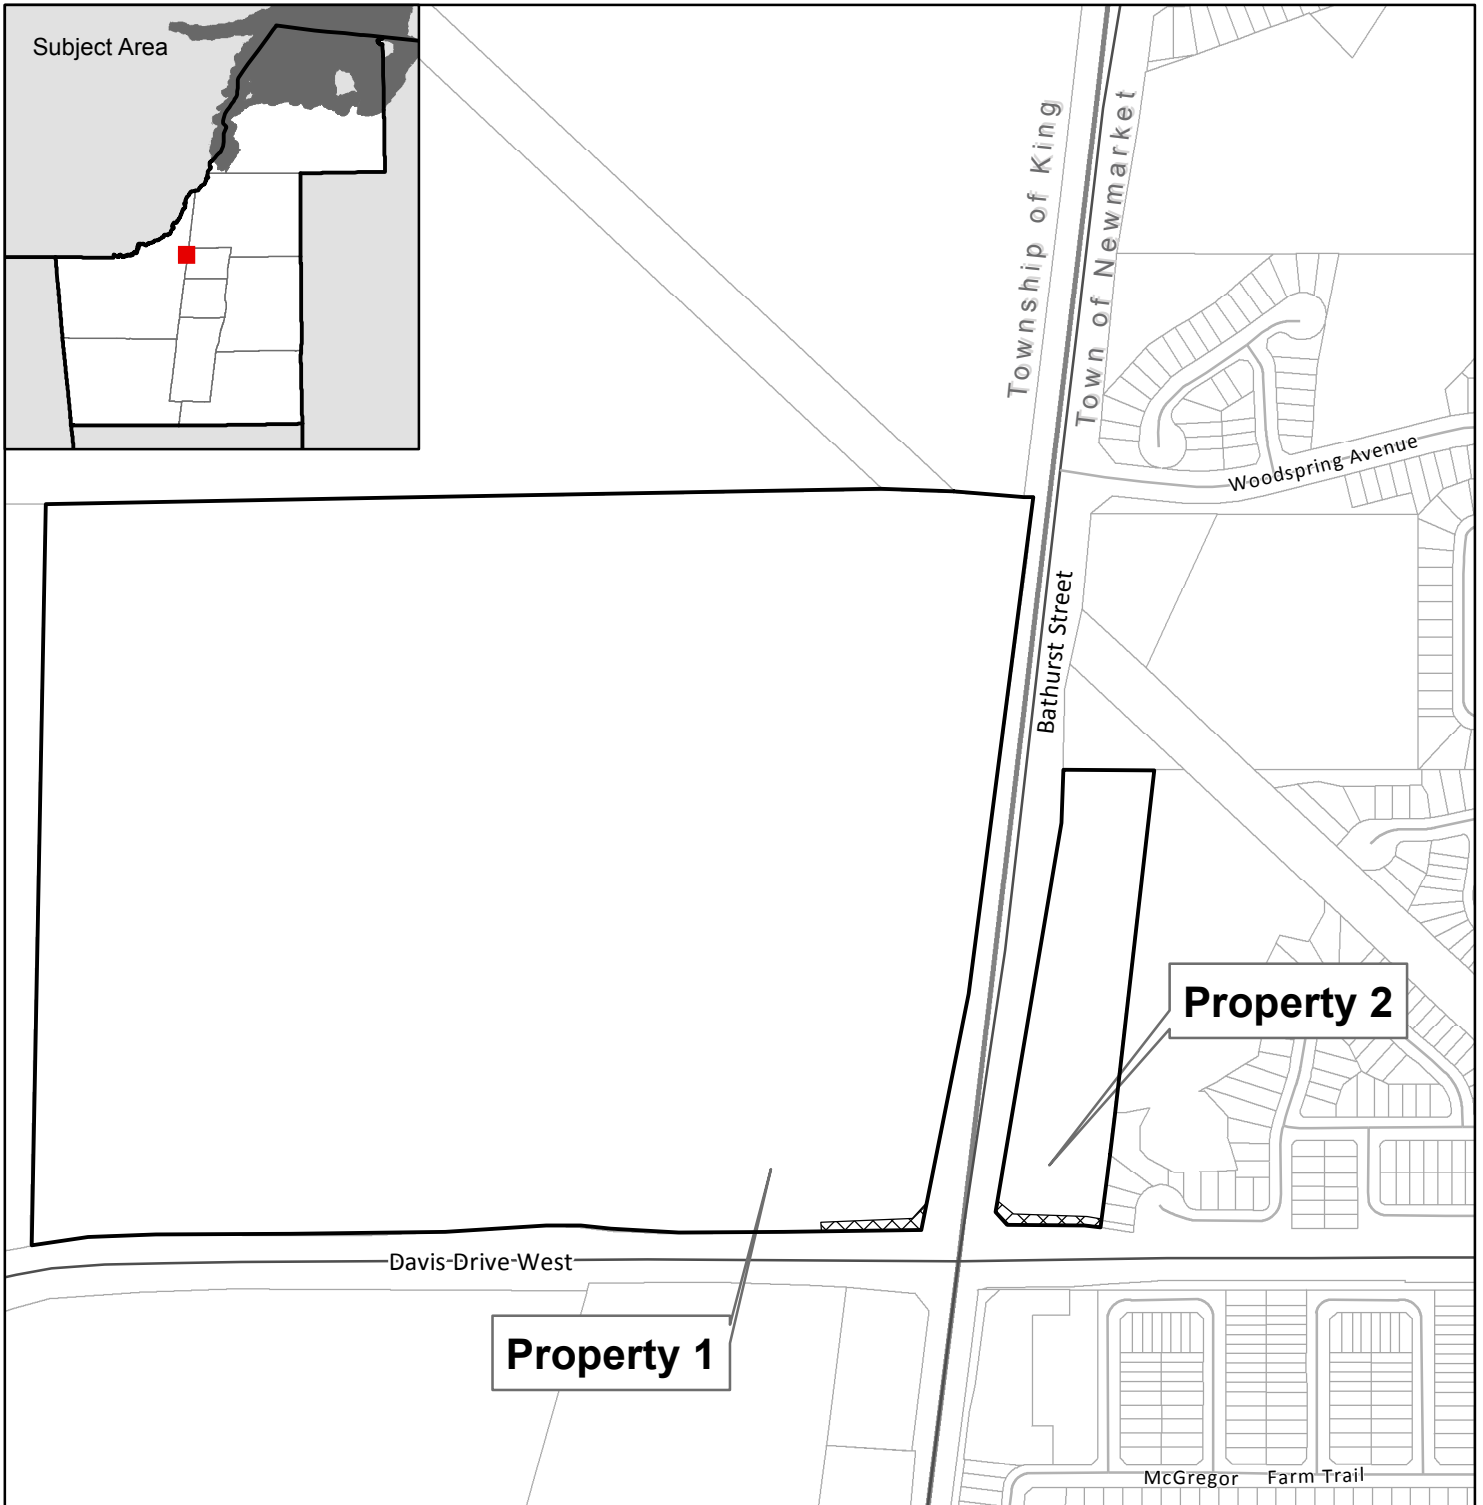 Subject Area
Township of King
Town of Newmarket
Woodspring Avenue
Bathurst Street
Property 2
Davis-Drive-West
Property 1
McGregor Farm Trail